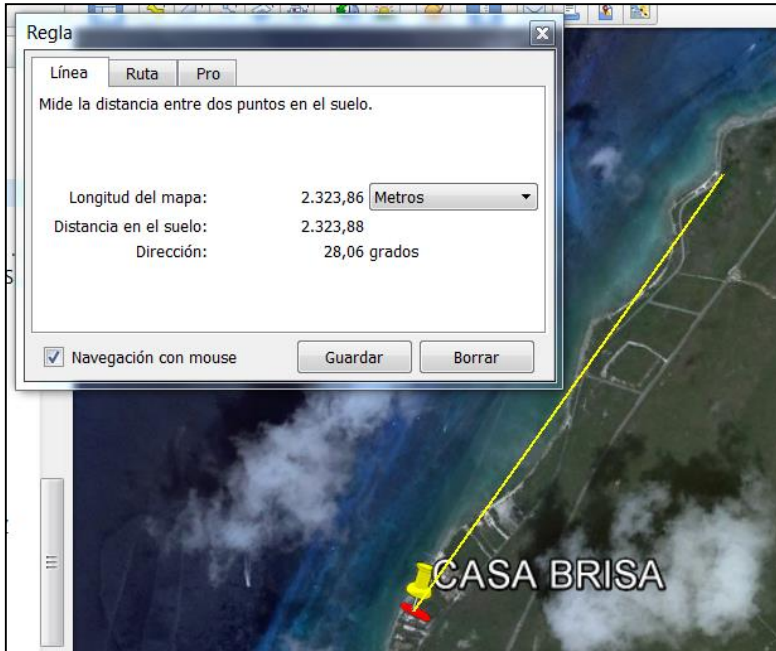 Regla
Línea Ruta Pro
Mide la distancia entre dos puntos en el suelo.
Longitud del mapa: 2.323,86 Metros
Distancia en el suelo: 2.323,88
Dirección: 28,06 grados
Navegación con mouse Guardar Borrar
CASA BRISA